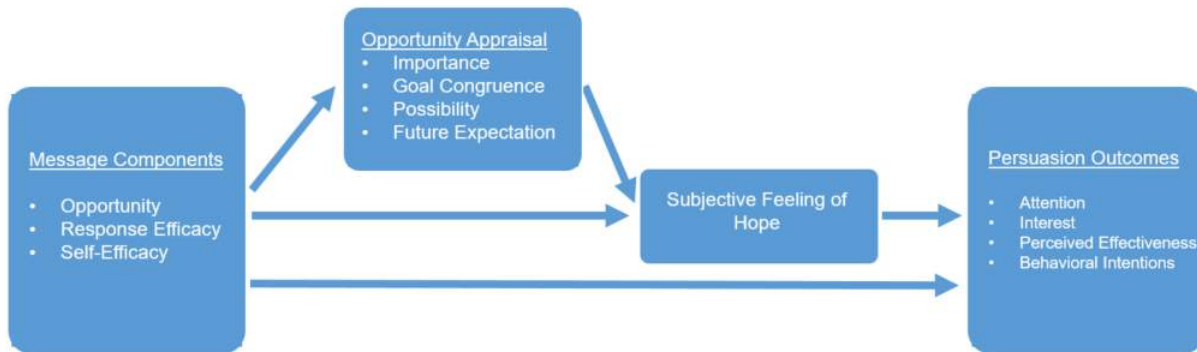 Message Components
• Opportunity
• Response Efficacy
• Self-Efficacy
Opportunity Appraisal
• Importance
• Goal Congruence
• Possibility
• Future Expectation
Subjective Feeling of
Hope
Persuasion Outcomes
• Attention
• Interest
• Perceived Effectiveness
• Behavioral Intentions